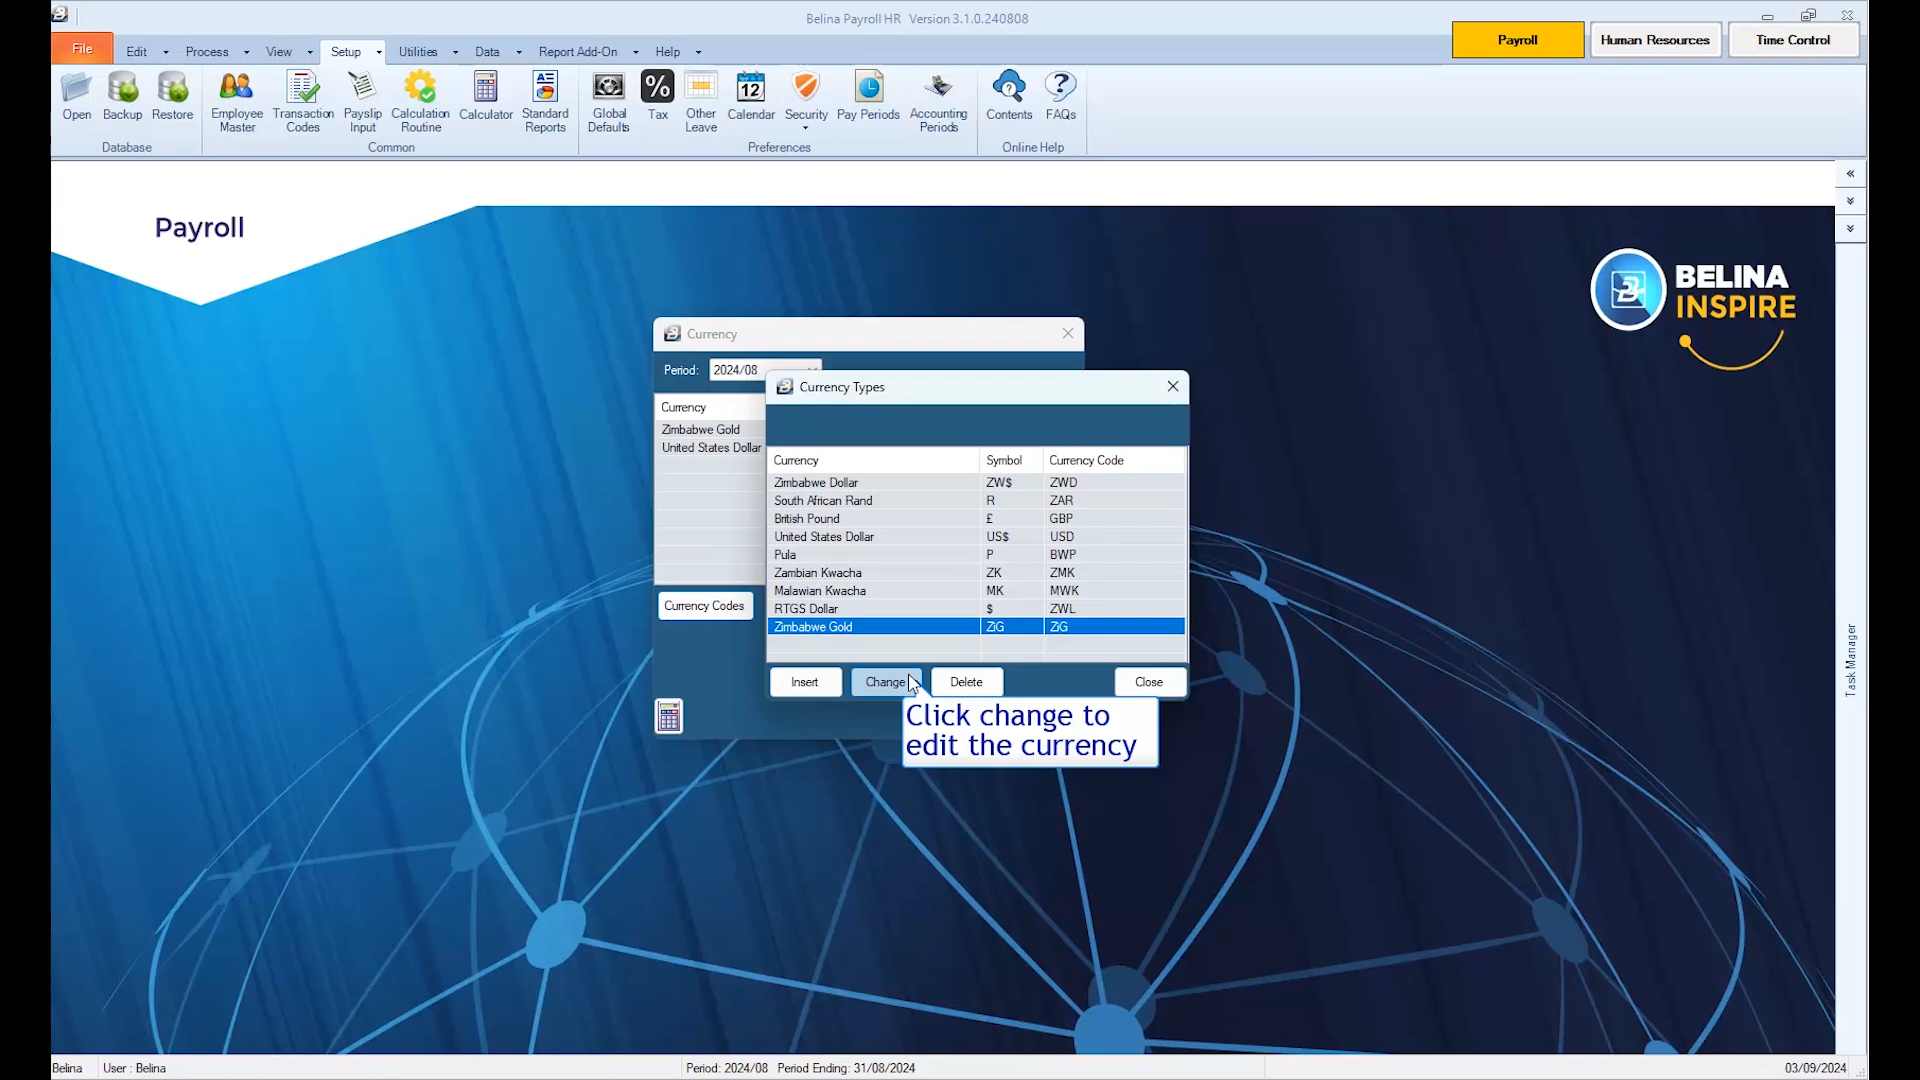 Belina Payroll HR Version 3.1.0.240808
File Edit Process View Setup Utilities Data Report Add-On Help
Payroll Human Resources Time Control
Open Backup Restore
Database
Employee Master Transaction Codes Payslip Input Calculation Routine Calculator Standard Reports
Common
Global Defaults Tax Other Leave Calendar Security Pay Periods Accounting Periods
12
Preferences
Contents FAQs
Online Help
Payroll
BELINA
INSPIRE
Currency
Period: 2024/08
Currency
Zimbabwe Gold
United States Dollar
Currency Codes
Currency Types
Currency Symbol Currency Code
Zimbabwe Dollar ZW$ ZWD
South African Rand R ZAR
British Pound £ GBP
United States Dollar US$ USD
Pula P BWP
Zambian Kwacha ZK ZMK
Malawian Kwacha MK MWK
RTGS Dollar $ ZWL
Zimbabwe Gold ZiG ZiG
Insert Change Delete Close
Click change to
edit the currency
Task Manager
Belina User : Belina Period: 2024/08 Period Ending: 31/08/2024 03/09/2024